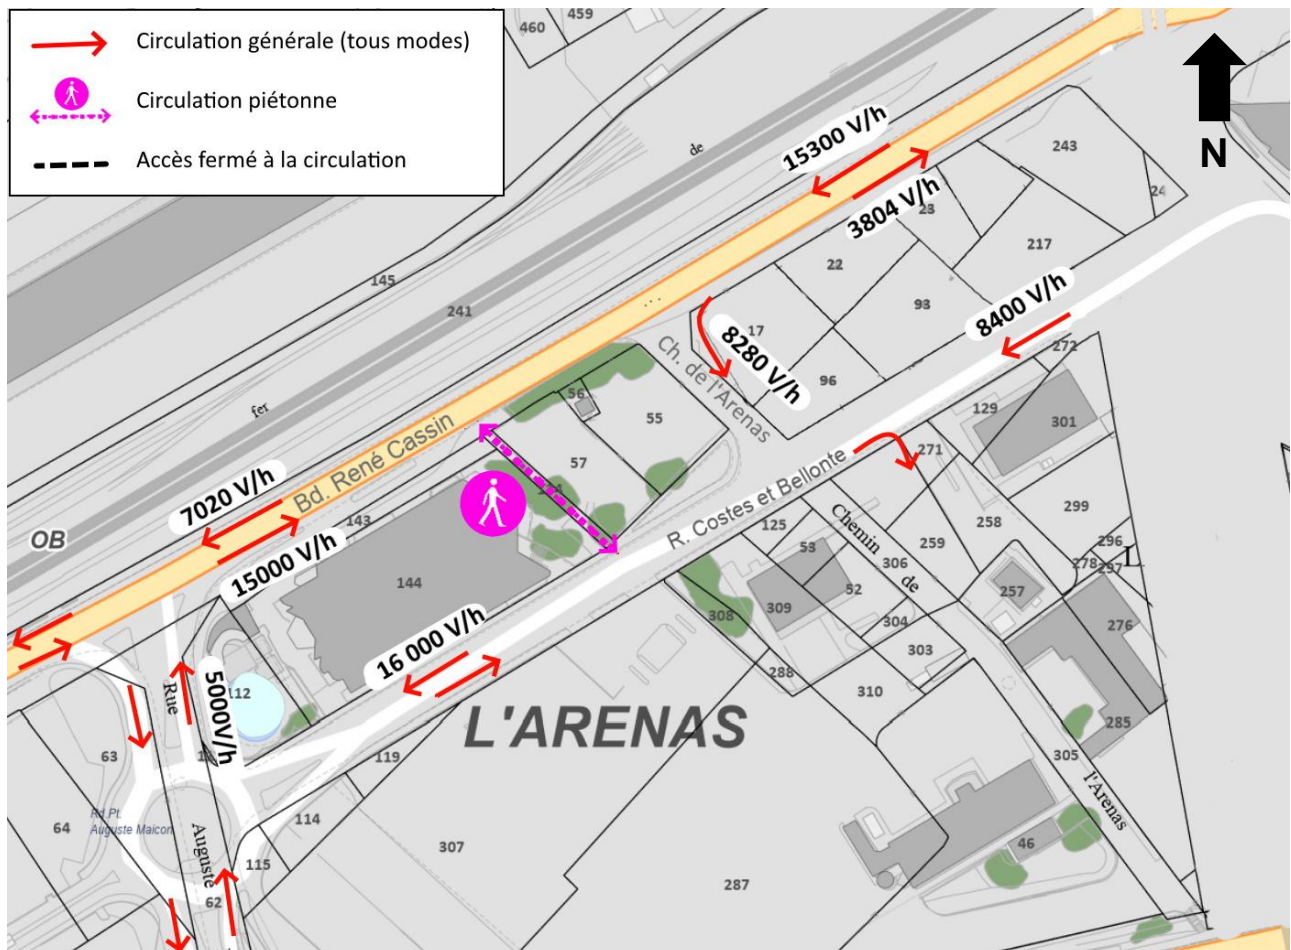 Circulation générale (tous modes)
Circulation piétonne
Accès fermé à la circulation
N
460
459
de
15300 V/h
3804 V/h
243
24
23
217
22
145
241
93
8400 V/h
17
8280 V/h
272
96
Ch. de l'Arenas
56
55
129
301
fer
Bd. René Cassin
57
271
7020 V/h
R. Costes et Bellonte
299
143
125
Chemin
258
OB
15000 V/h
53
259
296
306
278
297
L
144
52
de
257
309
308
304
276
16 000 V/h
303
288
112
Rue
5000V/h
310
L'ARENAS
285
63
119
305
l'Arenas
Rd.Pt.
Auguste Maicon
64
114
Auguste
307
46
115
287
62